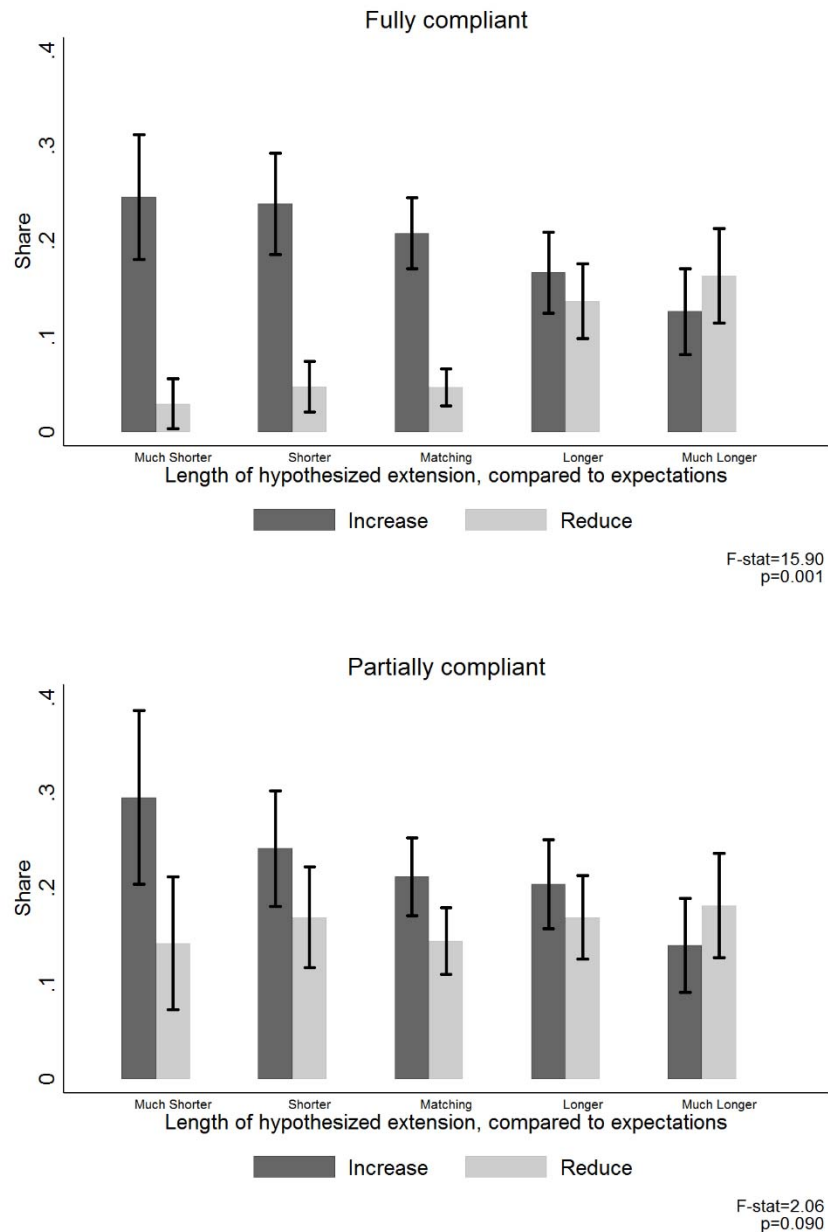 Fully compliant
.4
.3
.2
.1
0
Share
Much Shorter Shorter Matching Longer Much Longer
Length of hypothesized extension, compared to expectations
Increase Reduce
F-stat=15.90
p=0.001
Partially compliant
.4
.3
.2
.1
0
Share
Much Shorter Shorter Matching Longer Much Longer
Length of hypothesized extension, compared to expectations
Increase Reduce
F-stat=2.06
p=0.090